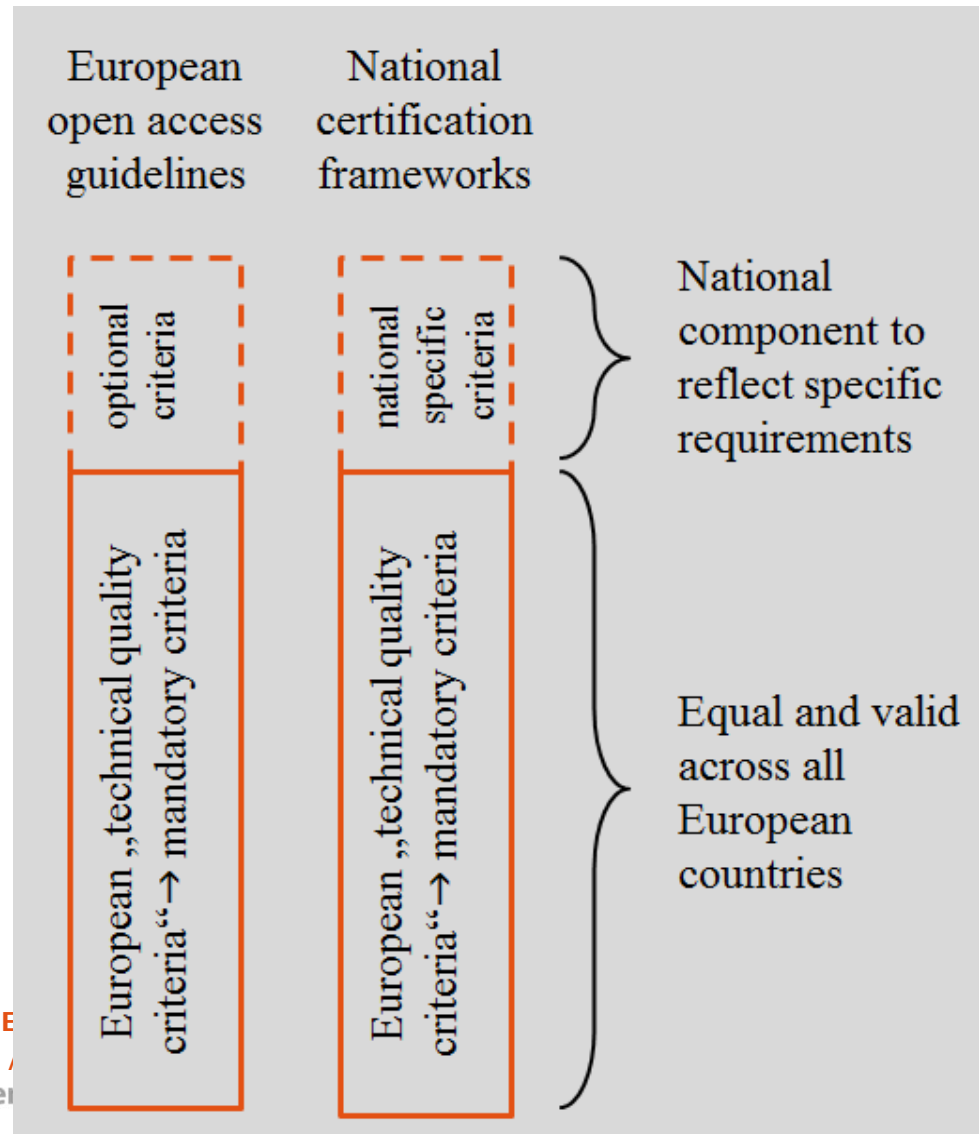 European
open access
guidelines
National
certification
frameworks
optional
criteria
national
specific
criteria
National
component to
reflect specific
requirements
European „technical quality
criteria“→ mandatory criteria
European „technical quality
criteria“→ mandatory criteria
Equal and valid
across all
European
countries